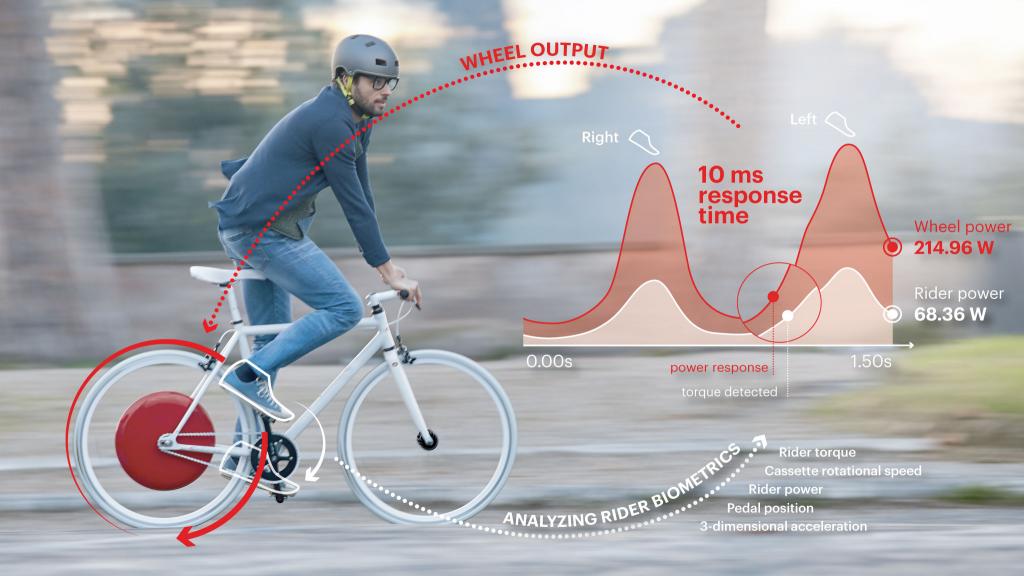 WHEEL OUTPUT
Right
Left
10 ms
response
time
Wheel power
214.96 W
Rider power
68.36 W
0.00s
1.50s
power response
torque detected
ANALYZING RIDER BIOMETRICS
Rider torque
Cassette rotational speed
Rider power
Pedal position
3-dimensional acceleration